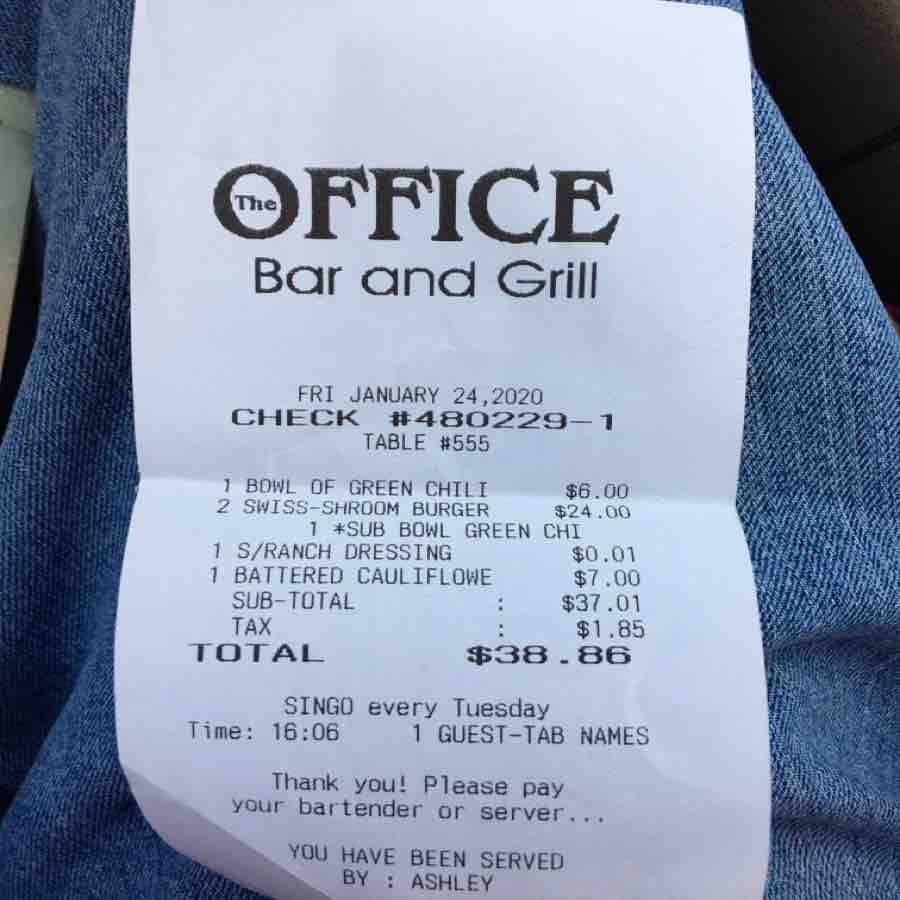 The OFFICE
Bar and Grill
FRI JANUARY 24,2020
CHECK #480229-1
TABLE #555
1 BOWL OF GREEN CHILI $6.00
2 SWISS-SHROOM BURGER $24.00
1 *SUB BOWL GREEN CHI
1 S/RANCH DRESSING $0.01
1 BATTERED CAULIFLOWE $7.00
SUB-TOTAL : $37.01
TAX : $1.85
TOTAL $38.86
SINGO every Tuesday
Time: 16:06 1 GUEST-TAB NAMES
Thank you! Please pay
your bartender or server...
YOU HAVE BEEN SERVED
BY : ASHLEY